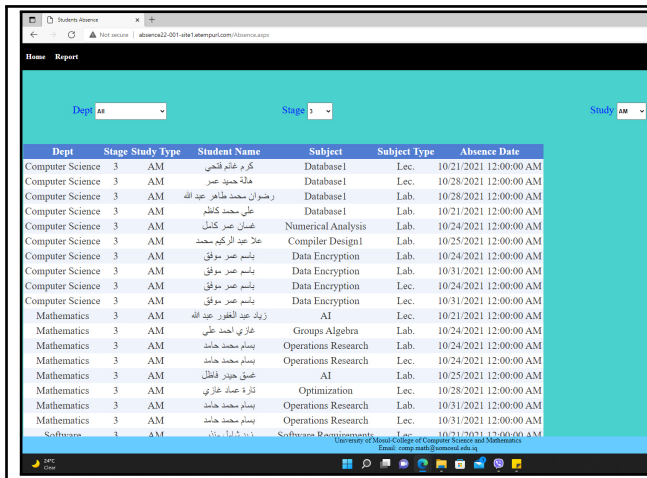 Students Absence
Not secure | absence22-001-site1.etempurl.com/Absence.aspx
Home Report
Dept All Stage 3 Study AM
Dept Stage Study Type Student Name Subject Subject Type Absence Date
Computer Science 3 AM كرم غانم فتحي Database1 Lec. 10/21/2021 12:00:00 AM
Computer Science 3 AM هالة حميد عمر Database1 Lec. 10/28/2021 12:00:00 AM
Computer Science 3 AM رضوان محمد طاهر عبد الله Database1 Lab. 10/28/2021 12:00:00 AM
Computer Science 3 AM علي محمد كاظم Database1 Lab. 10/21/2021 12:00:00 AM
Computer Science 3 AM غسان عمر كامل Numerical Analysis Lab. 10/24/2021 12:00:00 AM
Computer Science 3 AM علا عبد الركيم محمد Compiler Design1 Lec. 10/25/2021 12:00:00 AM
Computer Science 3 AM باسم عمر موفق Data Encryption Lab. 10/24/2021 12:00:00 AM
Computer Science 3 AM باسم عمر موفق Data Encryption Lab. 10/31/2021 12:00:00 AM
Computer Science 3 AM باسم عمر موفق Data Encryption Lec. 10/24/2021 12:00:00 AM
Computer Science 3 AM باسم عمر موفق Data Encryption Lec. 10/31/2021 12:00:00 AM
Mathematics 3 AM زياد عبد الغفور عبد الله AI Lec. 10/21/2021 12:00:00 AM
Mathematics 3 AM غازي احمد علي Groups Algebra Lab. 10/24/2021 12:00:00 AM
Mathematics 3 AM بسام محمد حامد Operations Research Lab. 10/24/2021 12:00:00 AM
Mathematics 3 AM بسام محمد حامد Operations Research Lec. 10/24/2021 12:00:00 AM
Mathematics 3 AM غسق حيدر فاظل AI Lab. 10/25/2021 12:00:00 AM
Mathematics 3 AM تارة عماد غازي Optimization Lec. 10/28/2021 12:00:00 AM
Mathematics 3 AM بسام محمد حامد Operations Research Lab. 10/31/2021 12:00:00 AM
Mathematics 3 AM بسام محمد حامد Operations Research Lec. 10/31/2021 12:00:00 AM
Software 3 AM Software Requirements Lec. 10/21/2021 12:00:00 AM
University of Mosul-College of Computer Science and Mathematics
Email: comp.math@uomosul.edu.iq
24°C
Clear